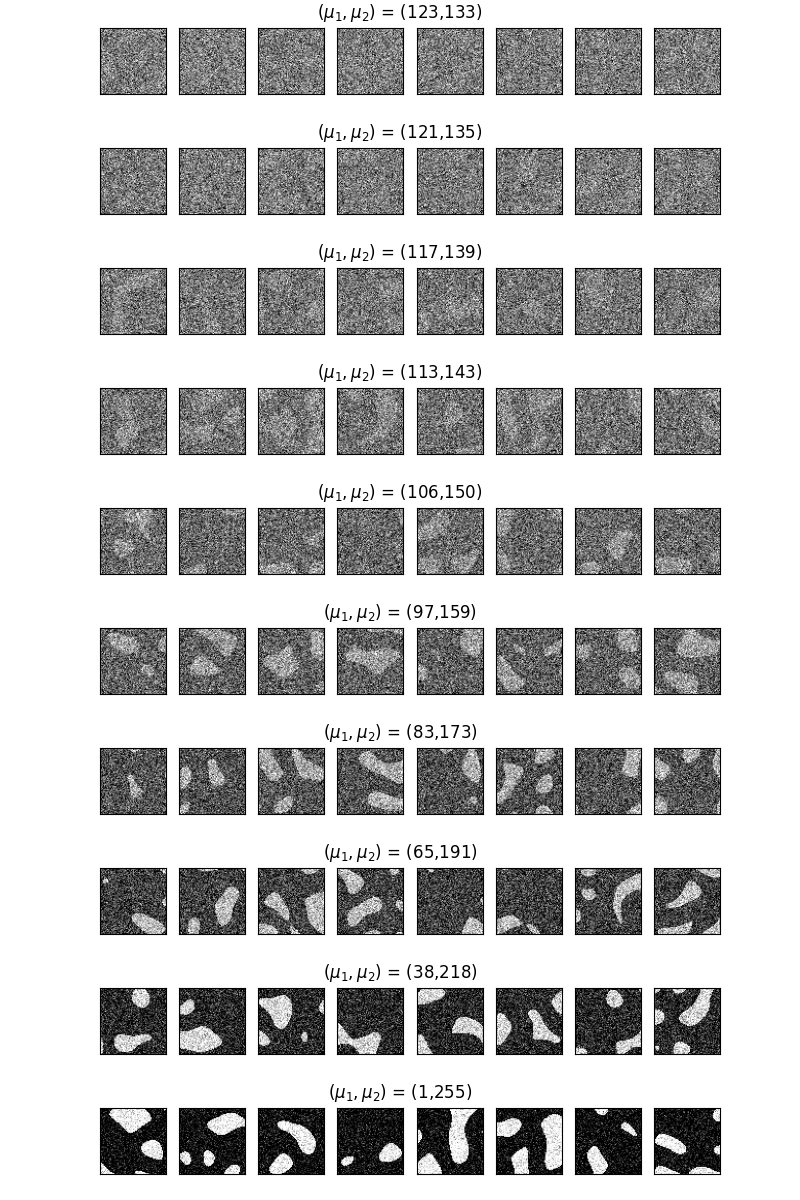 (μ₁, μ₂) = (123,133)
(μ₁, μ₂) = (121,135)
(μ₁, μ₂) = (117,139)
(μ₁, μ₂) = (113,143)
(μ₁, μ₂) = (106,150)
(μ₁, μ₂) = (97,159)
(μ₁, μ₂) = (83,173)
(μ₁, μ₂) = (65,191)
(μ₁, μ₂) = (38,218)
(μ₁, μ₂) = (1,255)